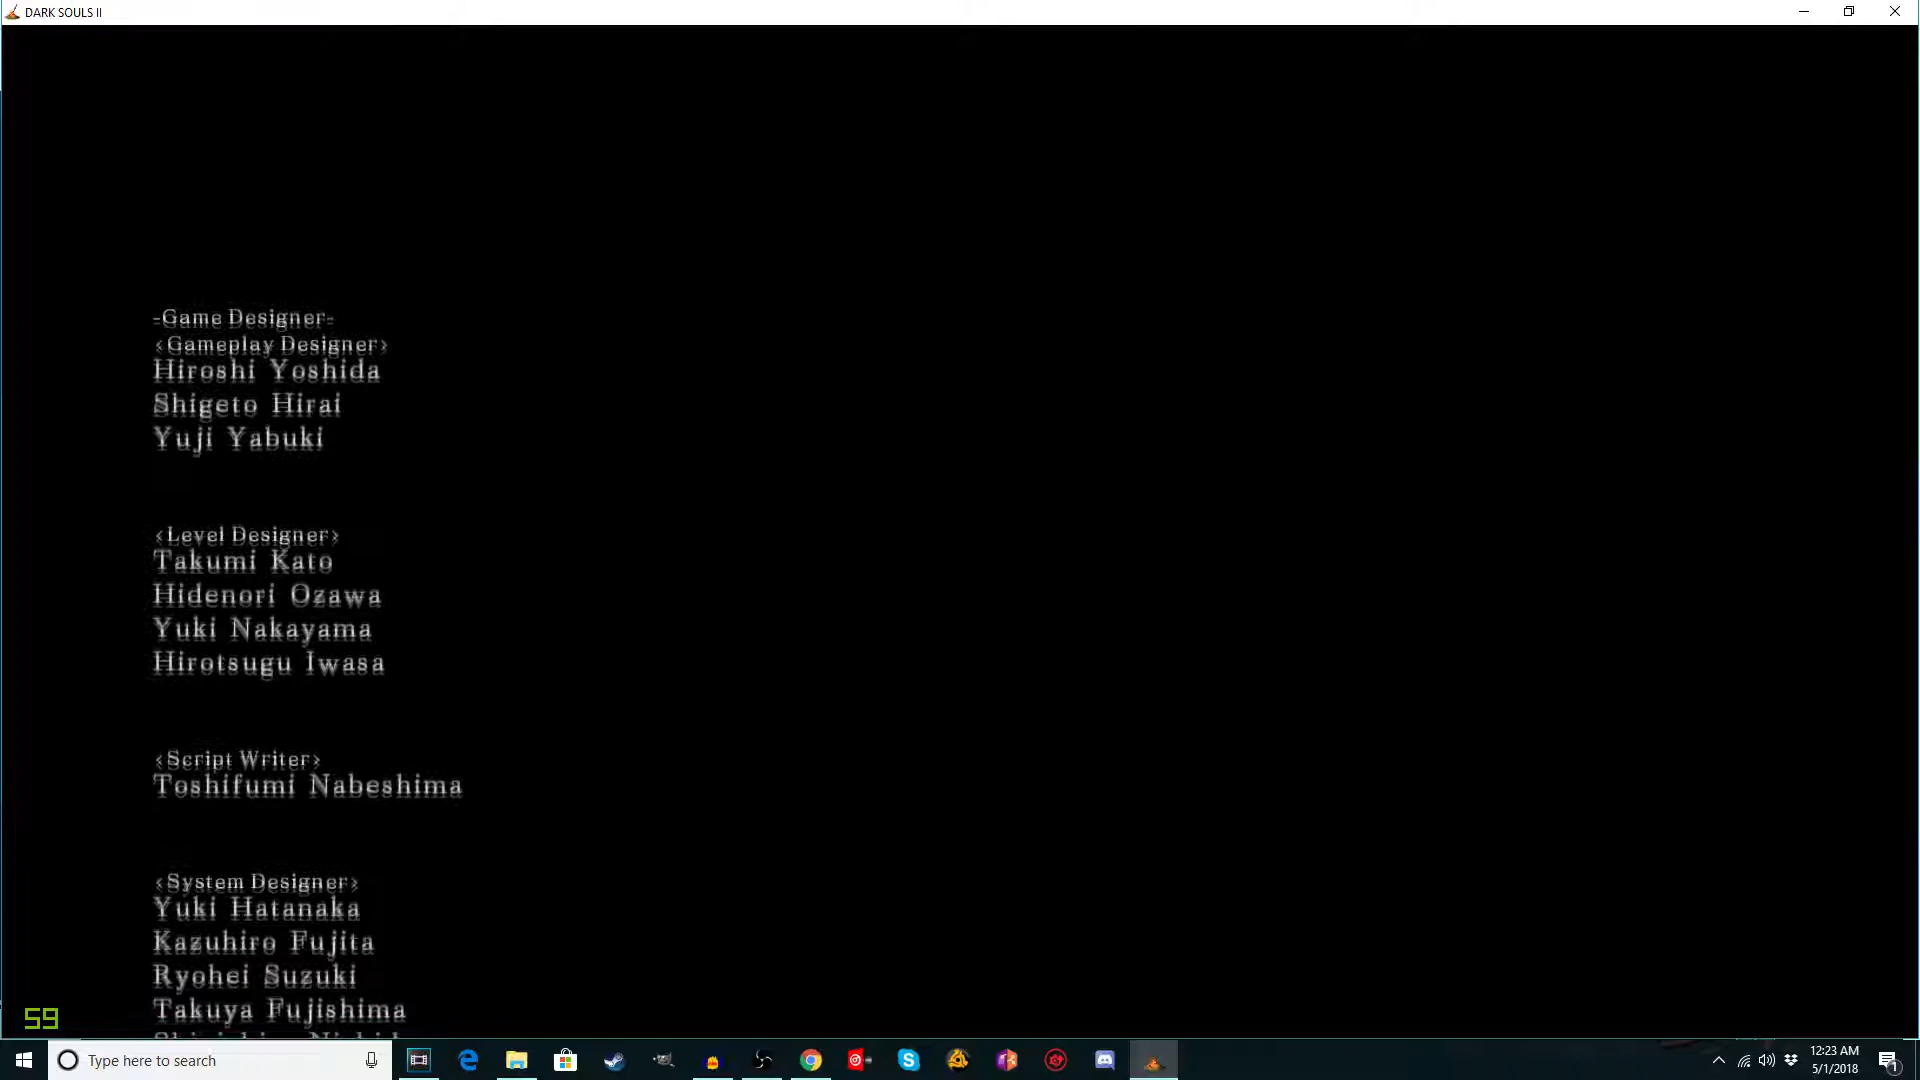 DARK SOULS II
-Game Designer-
<Gameplay Designer>
Hiroshi Yoshida
Shigeto Hirai
Yuji Yabuki
<Level Designer>
Takumi Kato
Hidenori Ozawa
Yuki Nakayama
Hirotsugu Iwasa
<Script Writer>
Toshifumi Nabeshima
<System Designer>
Yuki Hatanaka
Kazuhiro Fujita
Ryohei Suzuki
Takuya Fujishima
59
Type here to search
12:23 AM
5/1/2018
1